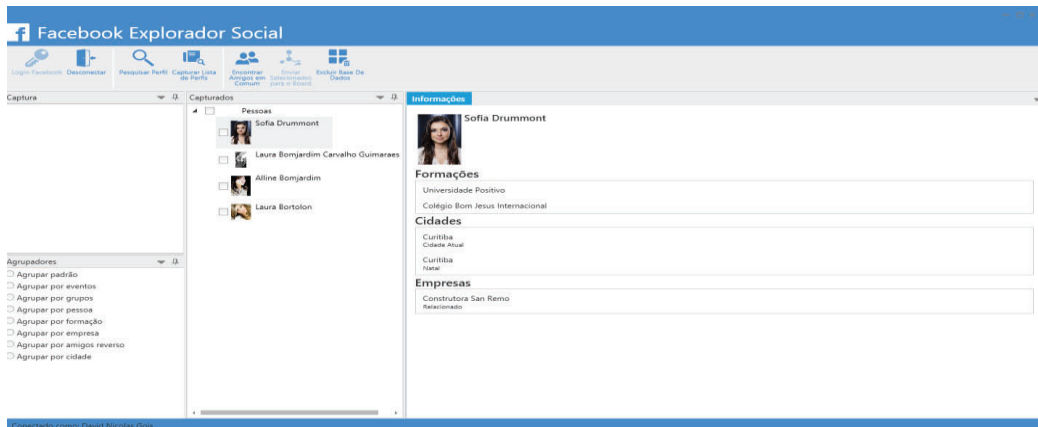 f Facebook Explorador Social
Login Facebook
Desconectar
Pesquisar Perfil
Capturar Lista
de Perfis
Encontrar
Amigos em
Comum
Enviar
Selecionados
para o Board
Excluir Base De
Dados
Captura
Capturados
Informações
Pessoas
Sofia Drummont
Laura Bomjardim Carvalho Guimaraes
Alline Bomjardim
Laura Bortolon
Sofia Drummont
Formações
Universidade Positivo
Colégio Bom Jesus Internacional
Cidades
Curitiba
Cidade Atual
Curitiba
Natal
Empresas
Construtora San Remo
Relacionado
Agrupadores
Agrupar padrão
Agrupar por eventos
Agrupar por grupos
Agrupar por pessoa
Agrupar por formação
Agrupar por empresa
Agrupar por amigos reverso
Agrupar por cidade
Conectado como: David Nicolas Gois